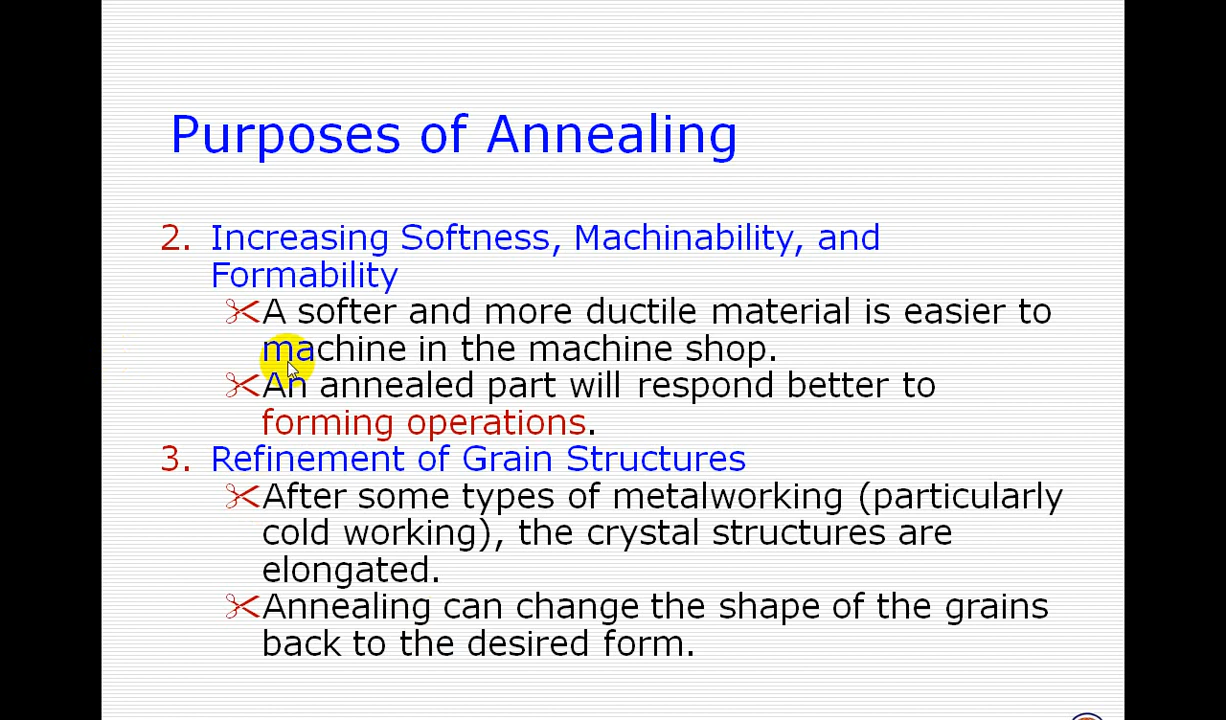 Purposes of Annealing
2. Increasing Softness, Machinability, and
Formability
A softer and more ductile material is easier to
machine in the machine shop.
An annealed part will respond better to
forming operations.
3. Refinement of Grain Structures
After some types of metalworking (particularly
cold working), the crystal structures are
elongated.
Annealing can change the shape of the grains
back to the desired form.